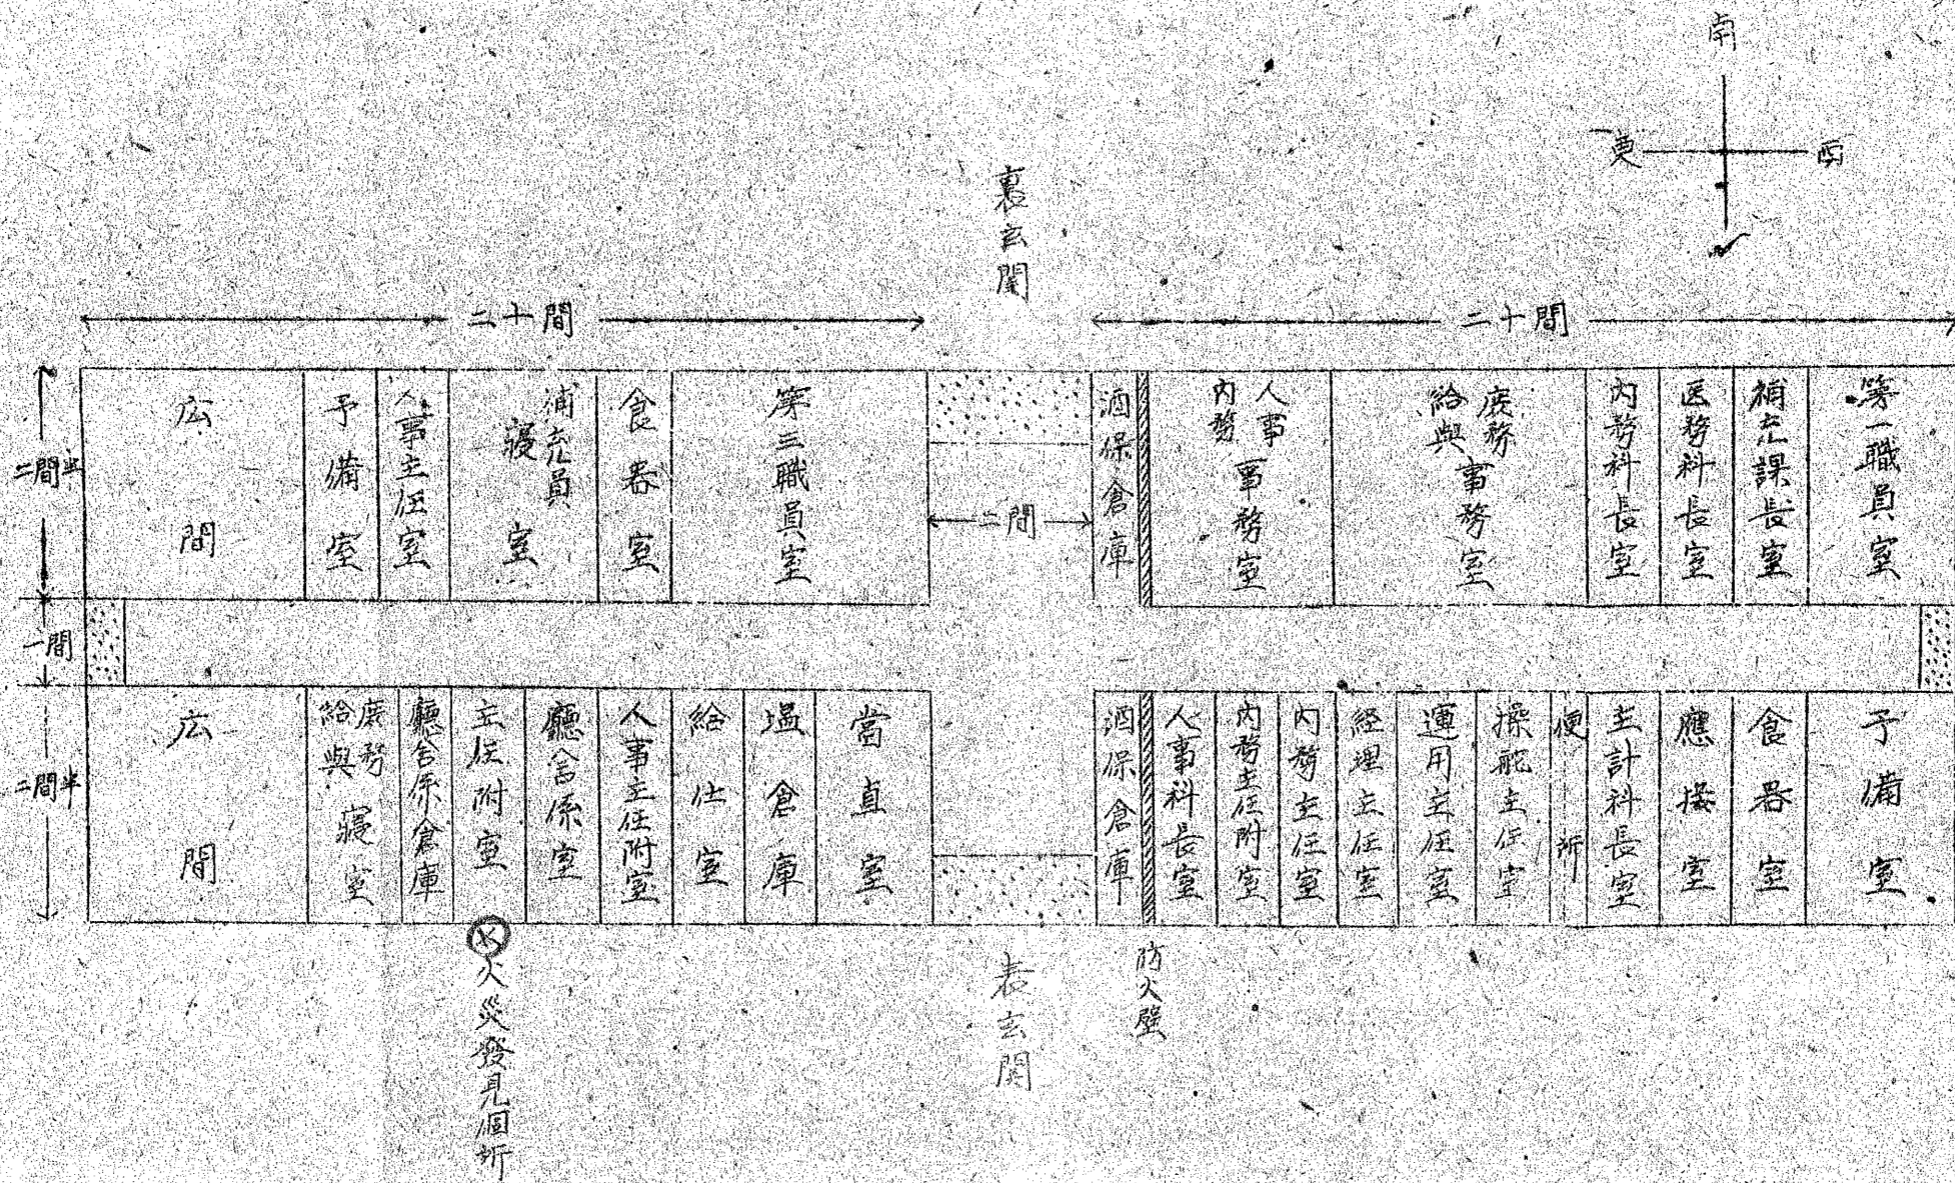 南
東
西
裏玄関
二十間
二十間
二間半
一間
二間半
広間
予備室
人事主任室
補充員
寝室
食器室
第三職員室
二間
酒保倉庫
人事
内務
事務室
庶務
給與
事務室
内務科長室
医務科長室
補充課長室
第一職員室
広間
庶務
給與
寝室
廳舎係倉庫
主任附室
廳舎係室
人事主任附室
給仕室
塩倉庫
當直室
酒保倉庫
人事科長室
内務主任附室
内務主任室
経理主任室
運用主任室
操舵主任室
便所
主計科長室
應接室
食器室
予備室
火災發見個所
表玄関
防火壁